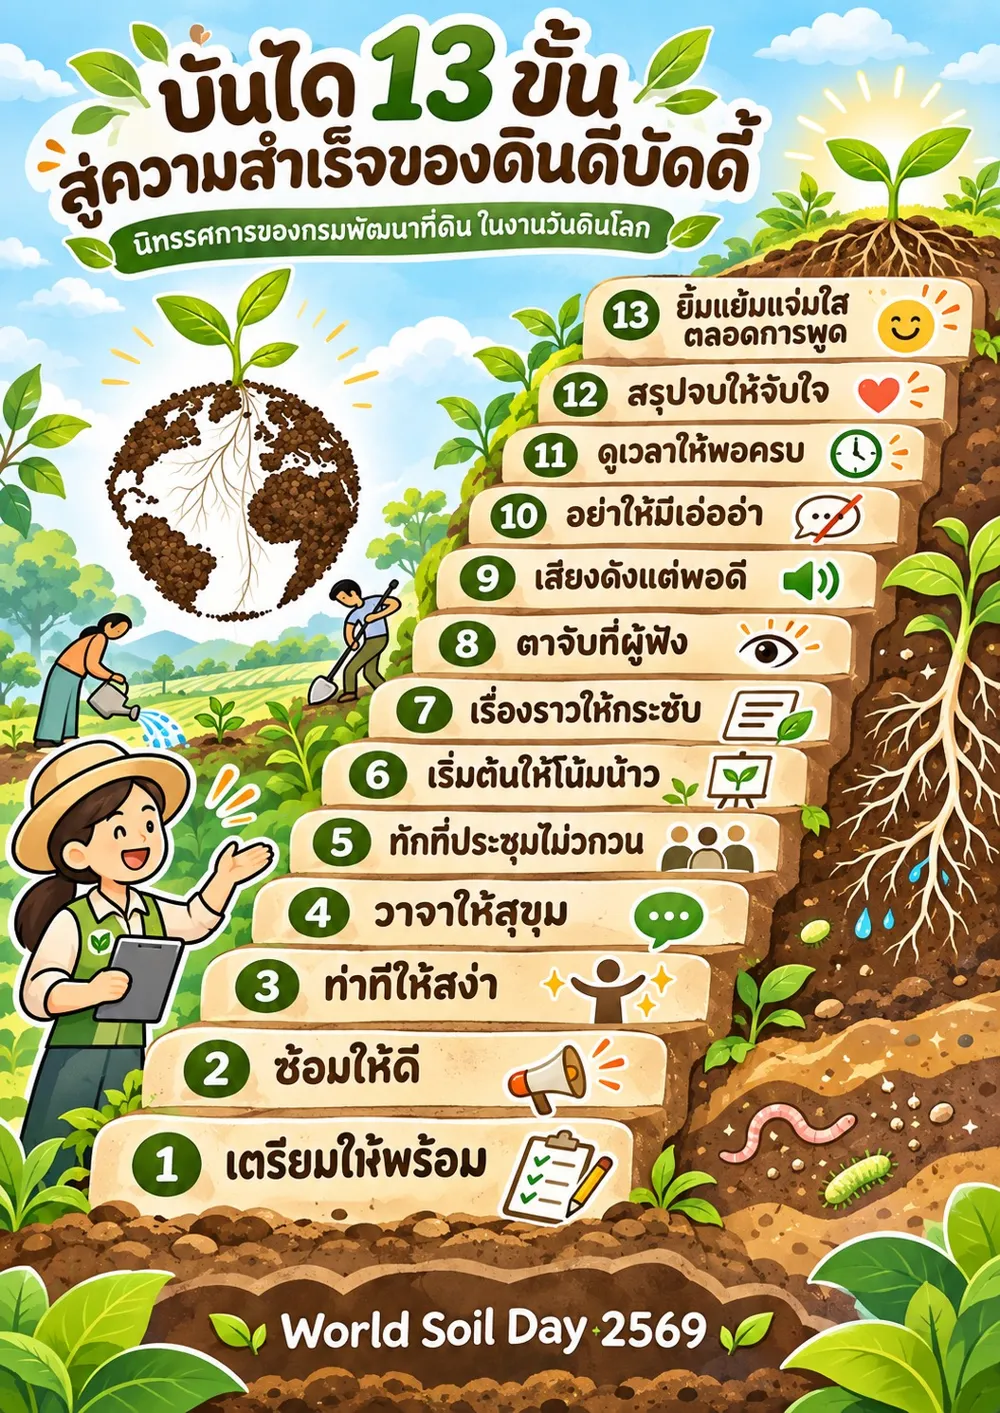 บันได 13 ขั้น
สู่ความสำเร็จของดินดีบัดดี้
นิทรรศการของกรมพัฒนาที่ดิน ในงานวันดินโลก
13 ยิ้มแย้มแจ่มใส
ตลอดการพูด
12 สรุปจบให้จับใจ
11 ดูเวลาให้พอครบ
10 อย่าให้มีเอ่ออ่า
9 เสียงดังแต่พอดี
8 ตาจับที่ผู้ฟัง
7 เรื่องราวให้กระชับ
6 เริ่มต้นให้โน้มน้าว
5 ทักที่ประชุมไม่วกวน
4 วาจาให้สุขุม
3 ท่าทีให้สง่า
2 ซ้อมให้ดี
1 เตรียมให้พร้อม
World Soil Day · 2569